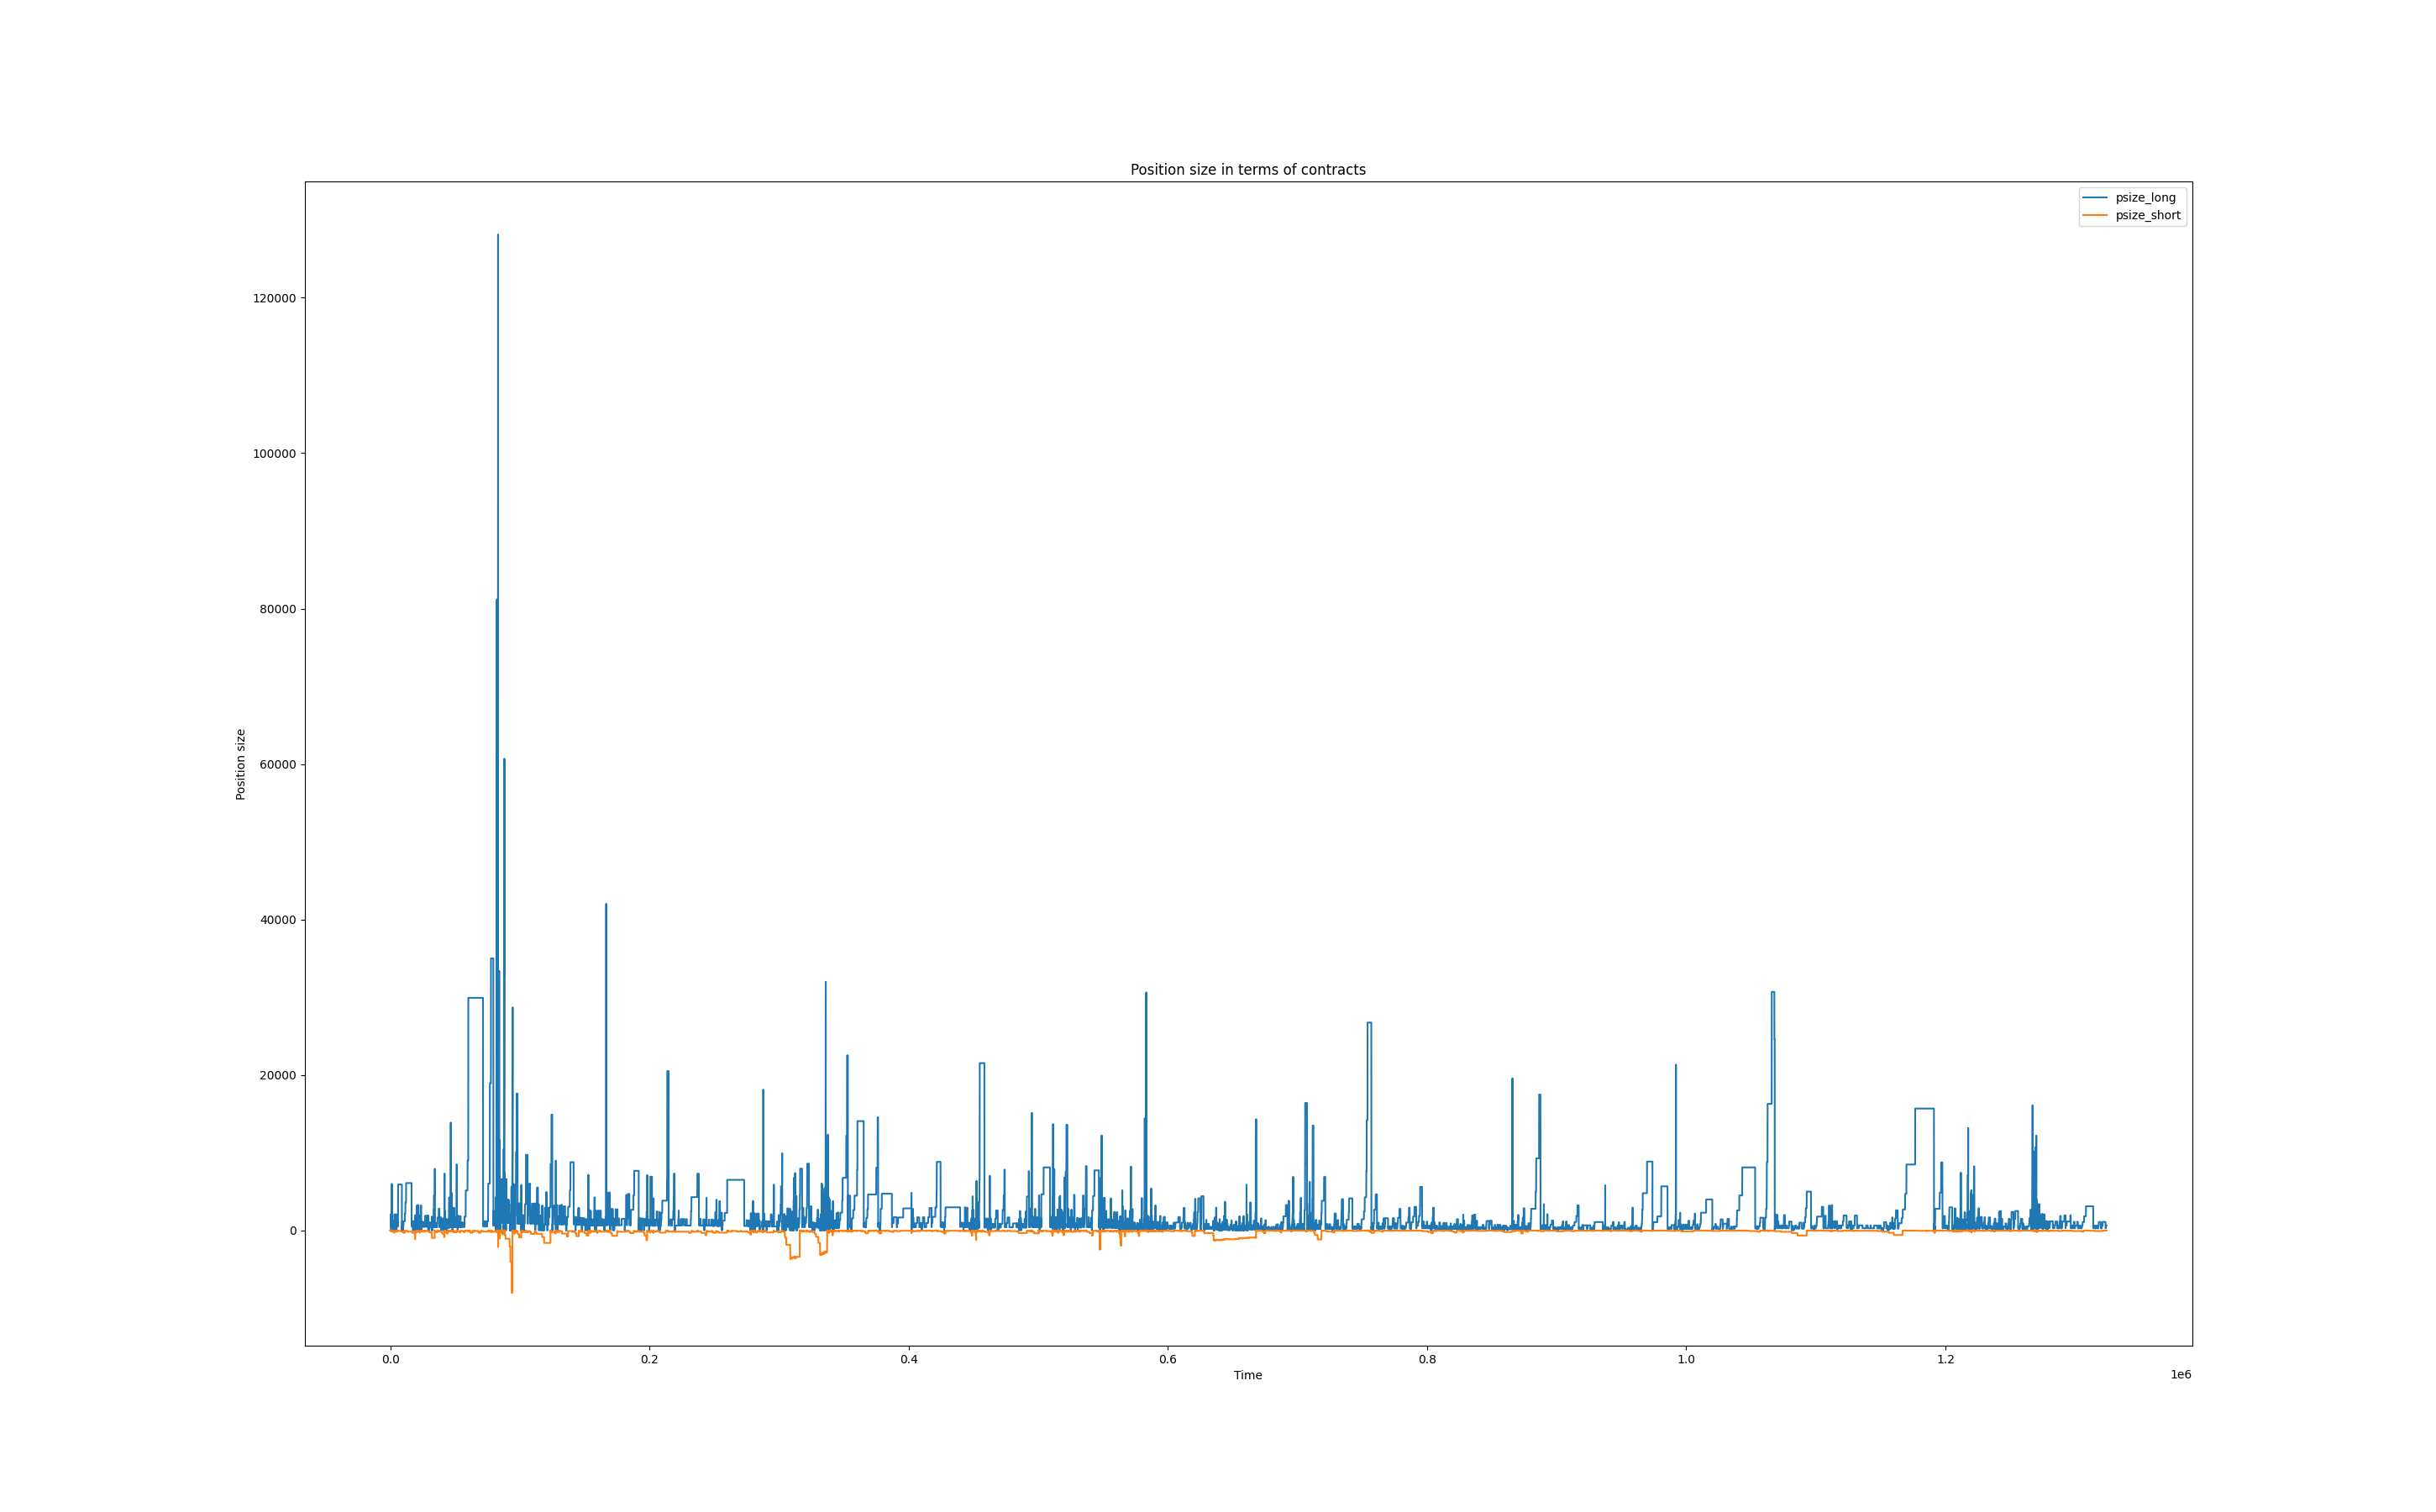 Position size in terms of contracts
psize_long
psize_short
120000
100000
80000
60000
40000
20000
0
Position size
0.0 0.2 0.4 0.6 0.8 1.0 1.2
Time
1e6